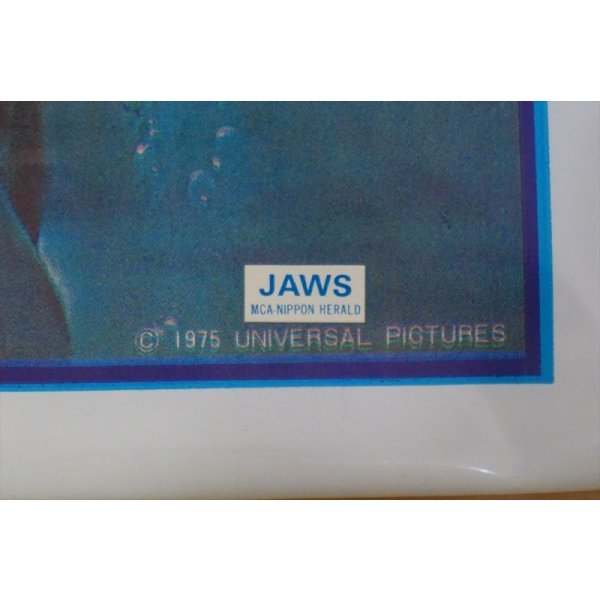 JAWS
MCA-NIPPON HERALD
© 1975 UNIVERSAL PICTURES